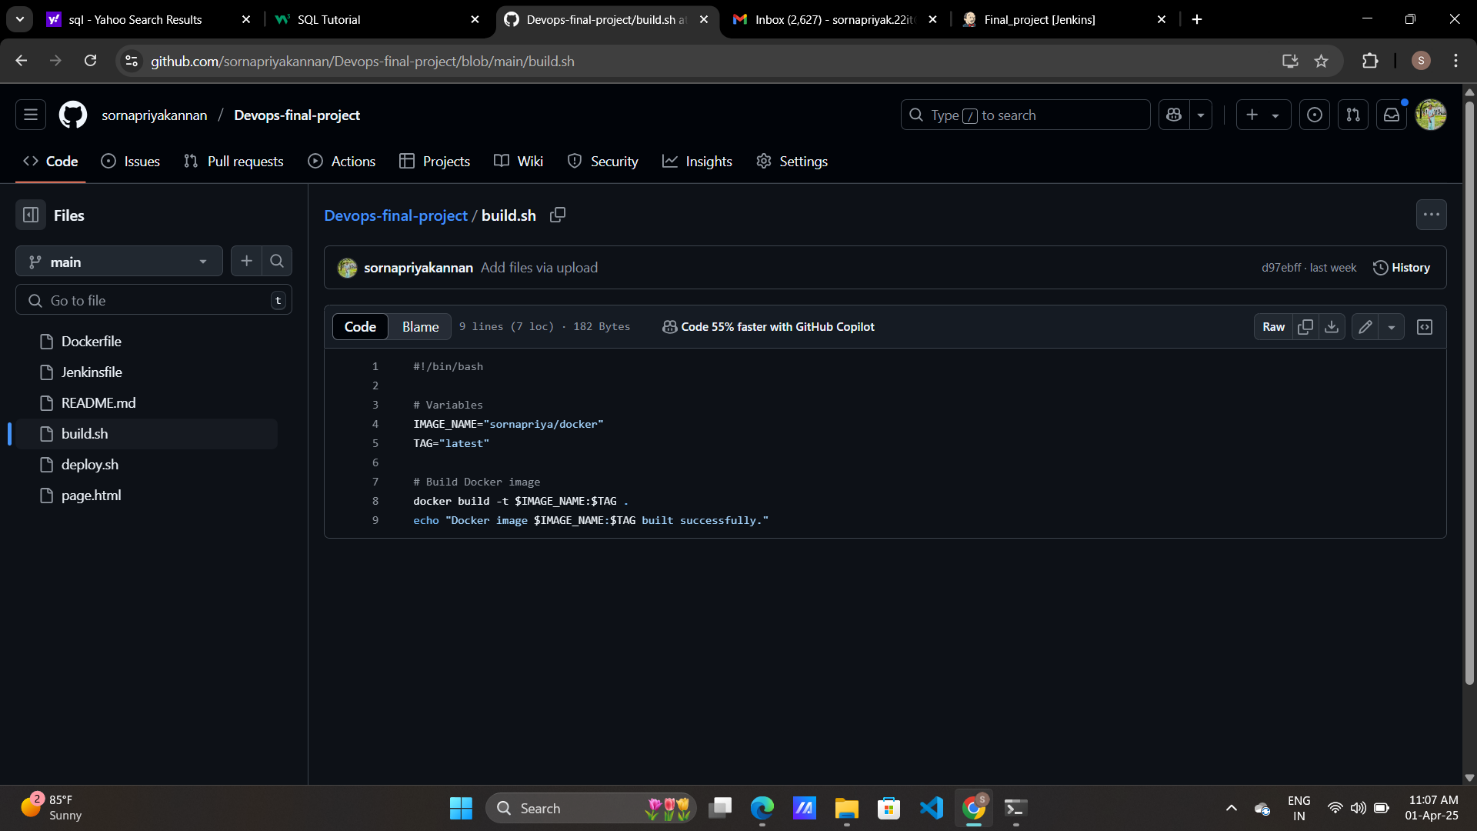 sql - Yahoo Search Results
SQL Tutorial
Devops-final-project/build.sh at
Inbox (2,627) - sornapriyak.22it
Final_project [Jenkins]
github.com/sornapriyakannan/Devops-final-project/blob/main/build.sh
S
sornapriyakannan / Devops-final-project
Type / to search
Code
Issues
Pull requests
Actions
Projects
Wiki
Security
Insights
Settings
Files
main
Go to file
t
Dockerfile
Jenkinsfile
README.md
build.sh
deploy.sh
page.html
Devops-final-project / build.sh
sornapriyakannan Add files via upload
d97ebff · last week
History
Code
Blame
9 lines (7 loc) · 182 Bytes
Code 55% faster with GitHub Copilot
Raw
1 #!/bin/bash
2
3 # Variables
4 IMAGE_NAME="sornapriya/docker"
5 TAG="latest"
6
7 # Build Docker image
8 docker build -t $IMAGE_NAME:$TAG .
9 echo "Docker image $IMAGE_NAME:$TAG built successfully."
2
85°F
Sunny
Search
S
ENG
IN
11:07 AM
01-Apr-25